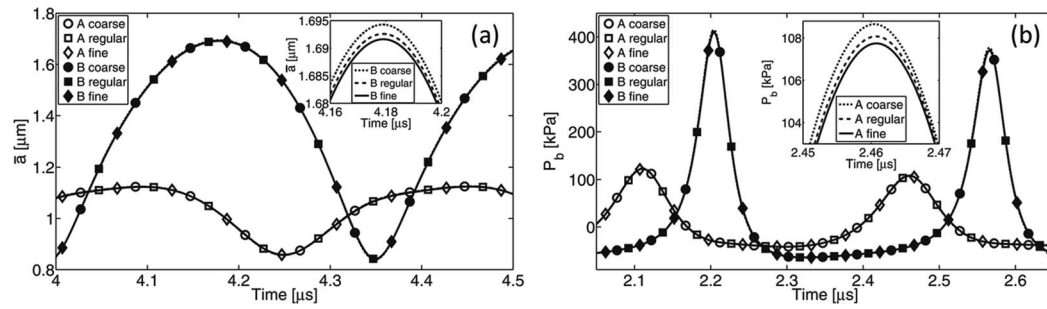 (a)
A coarse
A regular
A fine
B coarse
B regular
B fine
1.8
1.6
1.4
1.2
1
0.8
a̅ [μm]
4
4.1
4.2
4.3
4.4
4.5
Time [μs]
1.695
1.69
1.685
1.68
a̅ [μm]
B coarse
B regular
B fine
4.16
4.18
4.2
Time [μs]
(b)
A coarse
A regular
A fine
B coarse
B regular
B fine
400
300
200
100
0
P_b [kPa]
2.1
2.2
2.3
2.4
2.5
2.6
Time [μs]
108
106
104
P_b [kPa]
A coarse
A regular
A fine
2.45
2.46
2.47
Time [μs]